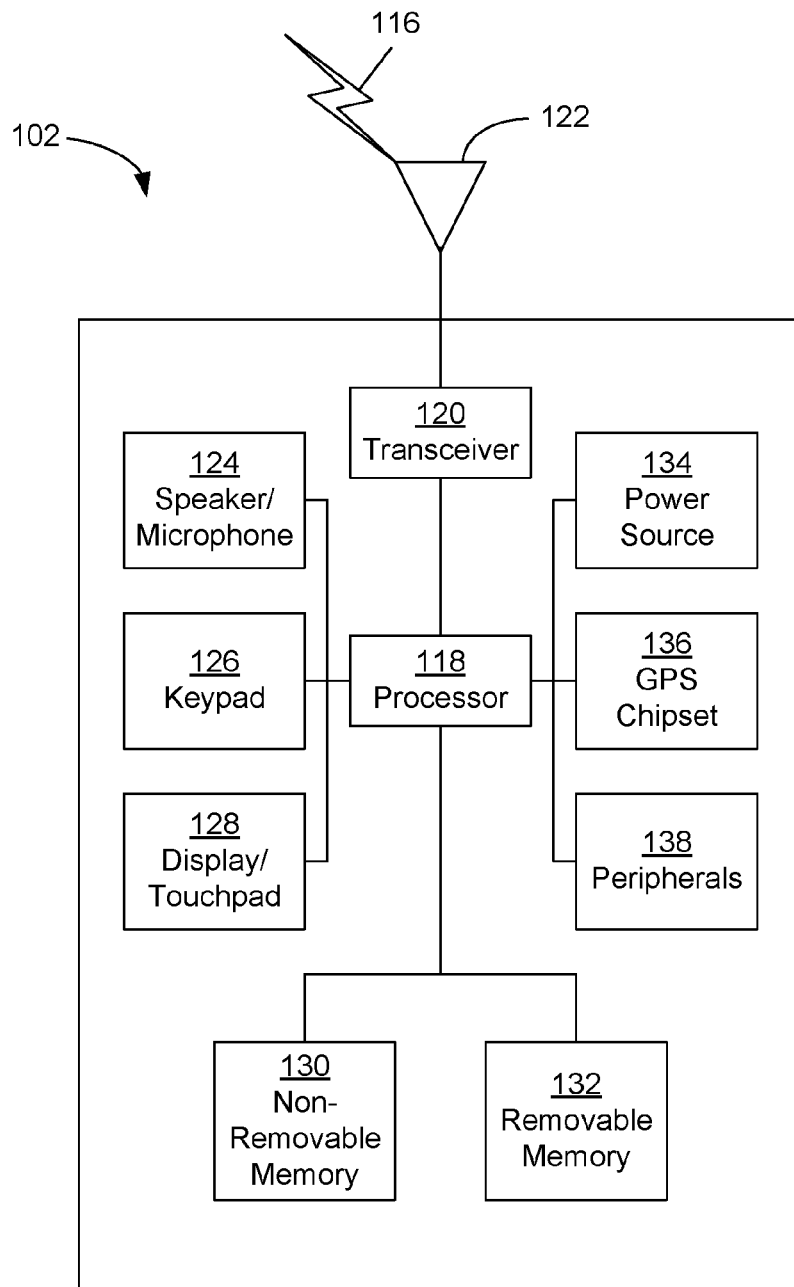 116
122
102
120
Transceiver
124
Speaker/
Microphone
134
Power
Source
126
Keypad
118
Processor
136
GPS
Chipset
128
Display/
Touchpad
138
Peripherals
130
Non-
Removable
Memory
132
Removable
Memory